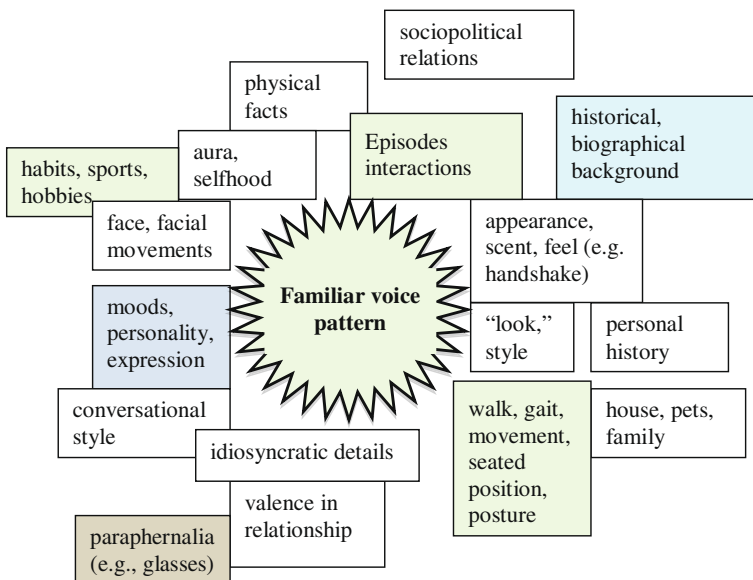 sociopolitical
relations
physical
facts
historical,
biographical
background
Episodes
interactions
aura,
selfhood
habits, sports,
hobbies
face, facial
movements
appearance,
scent, feel (e.g.
handshake)
Familiar voice
pattern
moods,
personality,
expression
“look,”
style
personal
history
conversational
style
walk, gait,
movement,
seated
position,
posture
house, pets,
family
idiosyncratic details
valence in
relationship
paraphernalia
(e.g., glasses)